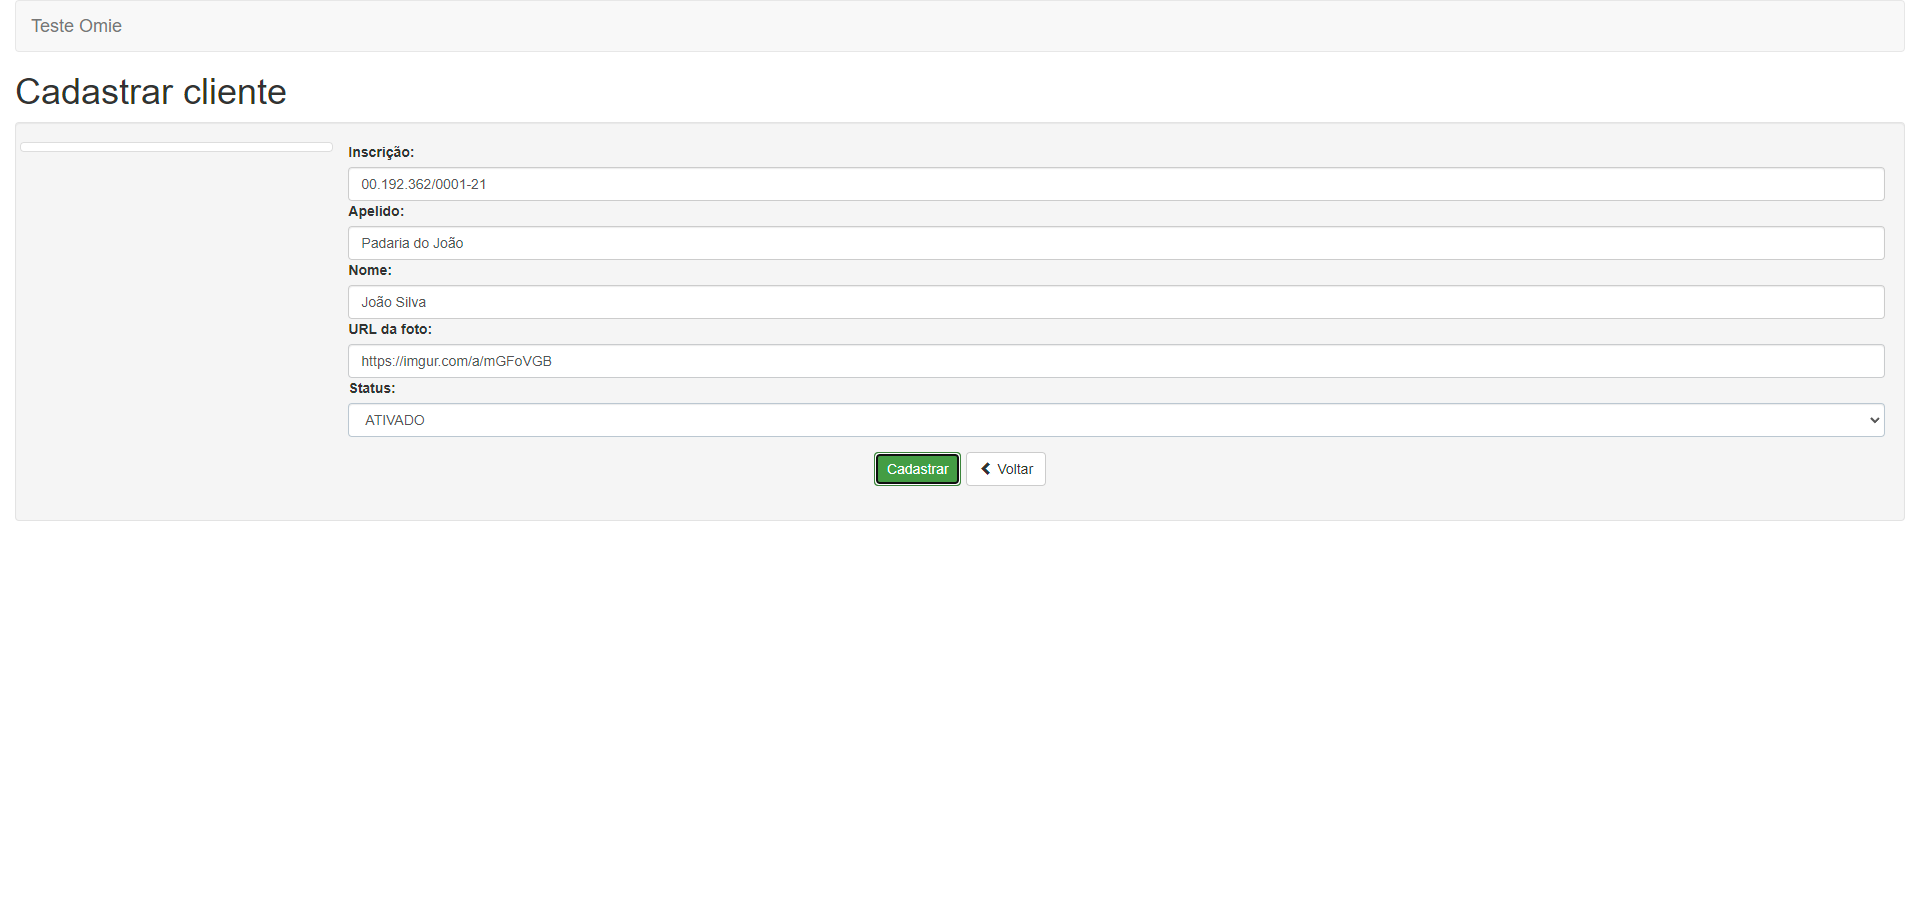 Teste Omie
Cadastrar cliente
Inscrição:
00.192.362/0001-21
Apelido:
Padaria do João
Nome:
João Silva
URL da foto:
https://imgur.com/a/mGFoVGB
Status:
ATIVADO
Cadastrar Voltar